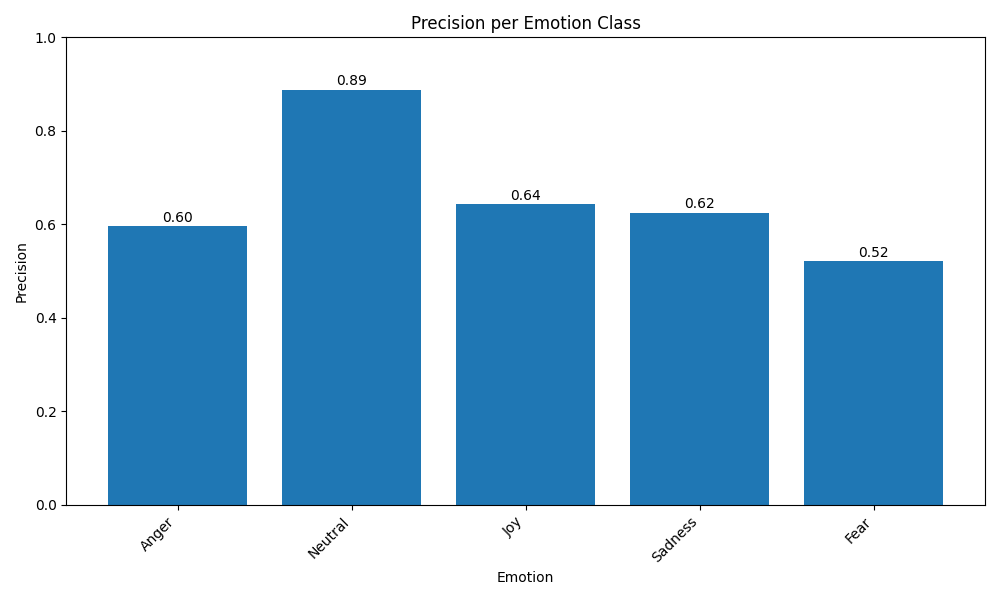 Precision per Emotion Class
1.0
0.8
0.6
0.4
0.2
0.0
Precision
0.60
0.89
0.64
0.62
0.52
Anger
Neutral
Joy
Sadness
Fear
Emotion